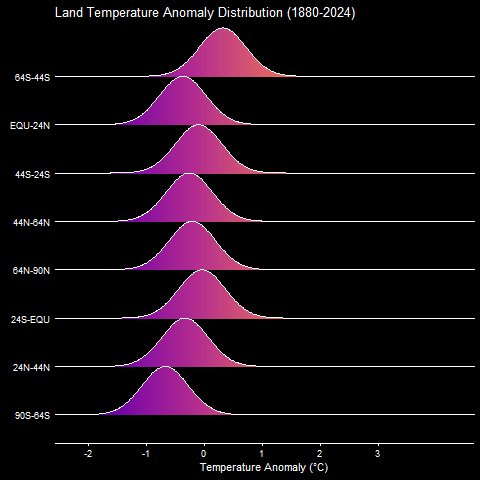 Land Temperature Anomaly Distribution (1880-2024)
64S-44S
EQU-24N
44S-24S
44N-64N
64N-90N
24S-EQU
24N-44N
90S-64S
-2 -1 0 1 2 3
Temperature Anomaly (°C)